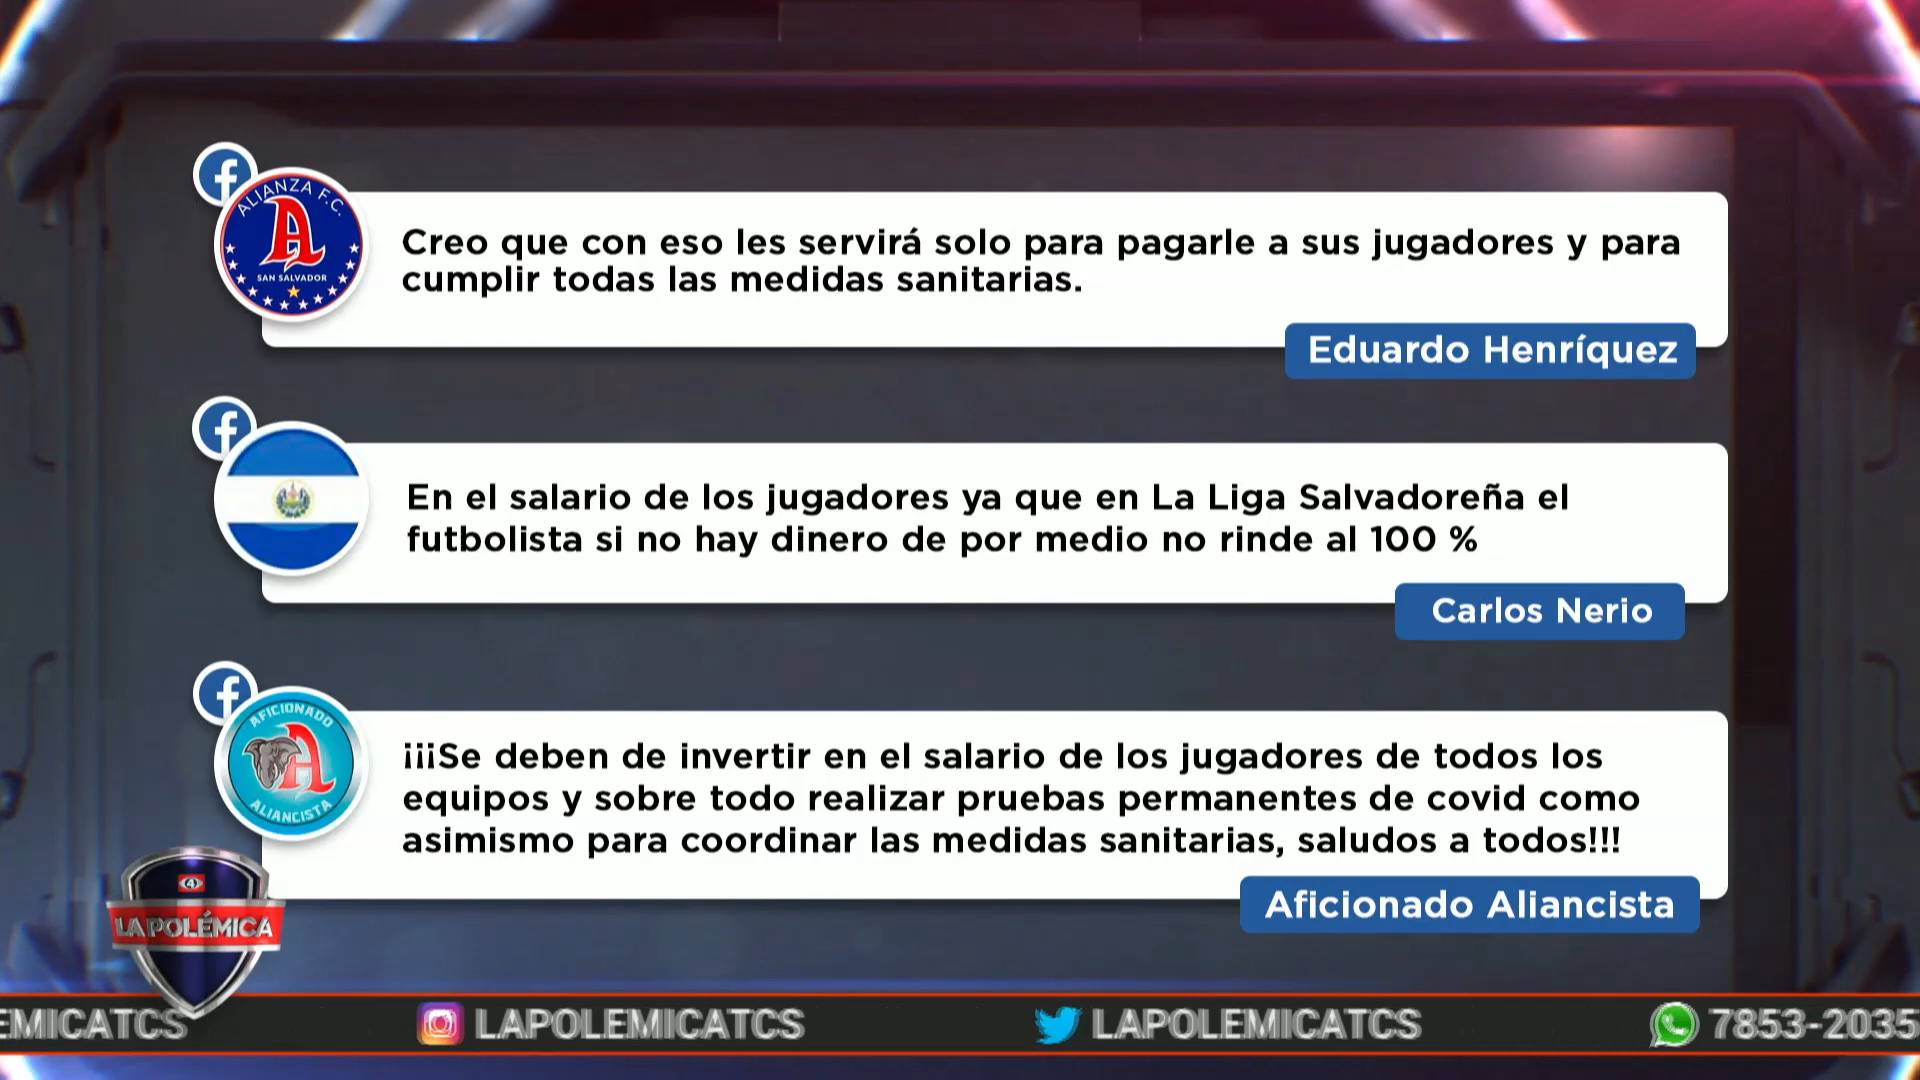 ALIANZA F.C.
A
SAN SALVADOR
Creo que con eso les servirá solo para pagarle a sus jugadores y para
cumplir todas las medidas sanitarias.
Eduardo Henríquez
En el salario de los jugadores ya que en La Liga Salvadoreña el
futbolista si no hay dinero de por medio no rinde al 100 %
Carlos Nerio
AFICIONADO
A
ALIANCISTA
¡¡¡Se deben de invertir en el salario de los jugadores de todos los
equipos y sobre todo realizar pruebas permanentes de covid como
asimismo para coordinar las medidas sanitarias, saludos a todos!!!
Aficionado Aliancista
4
LA POLÉMICA
EMICATCS
LAPOLEMICATCS
LAPOLEMICATCS
7853-2035